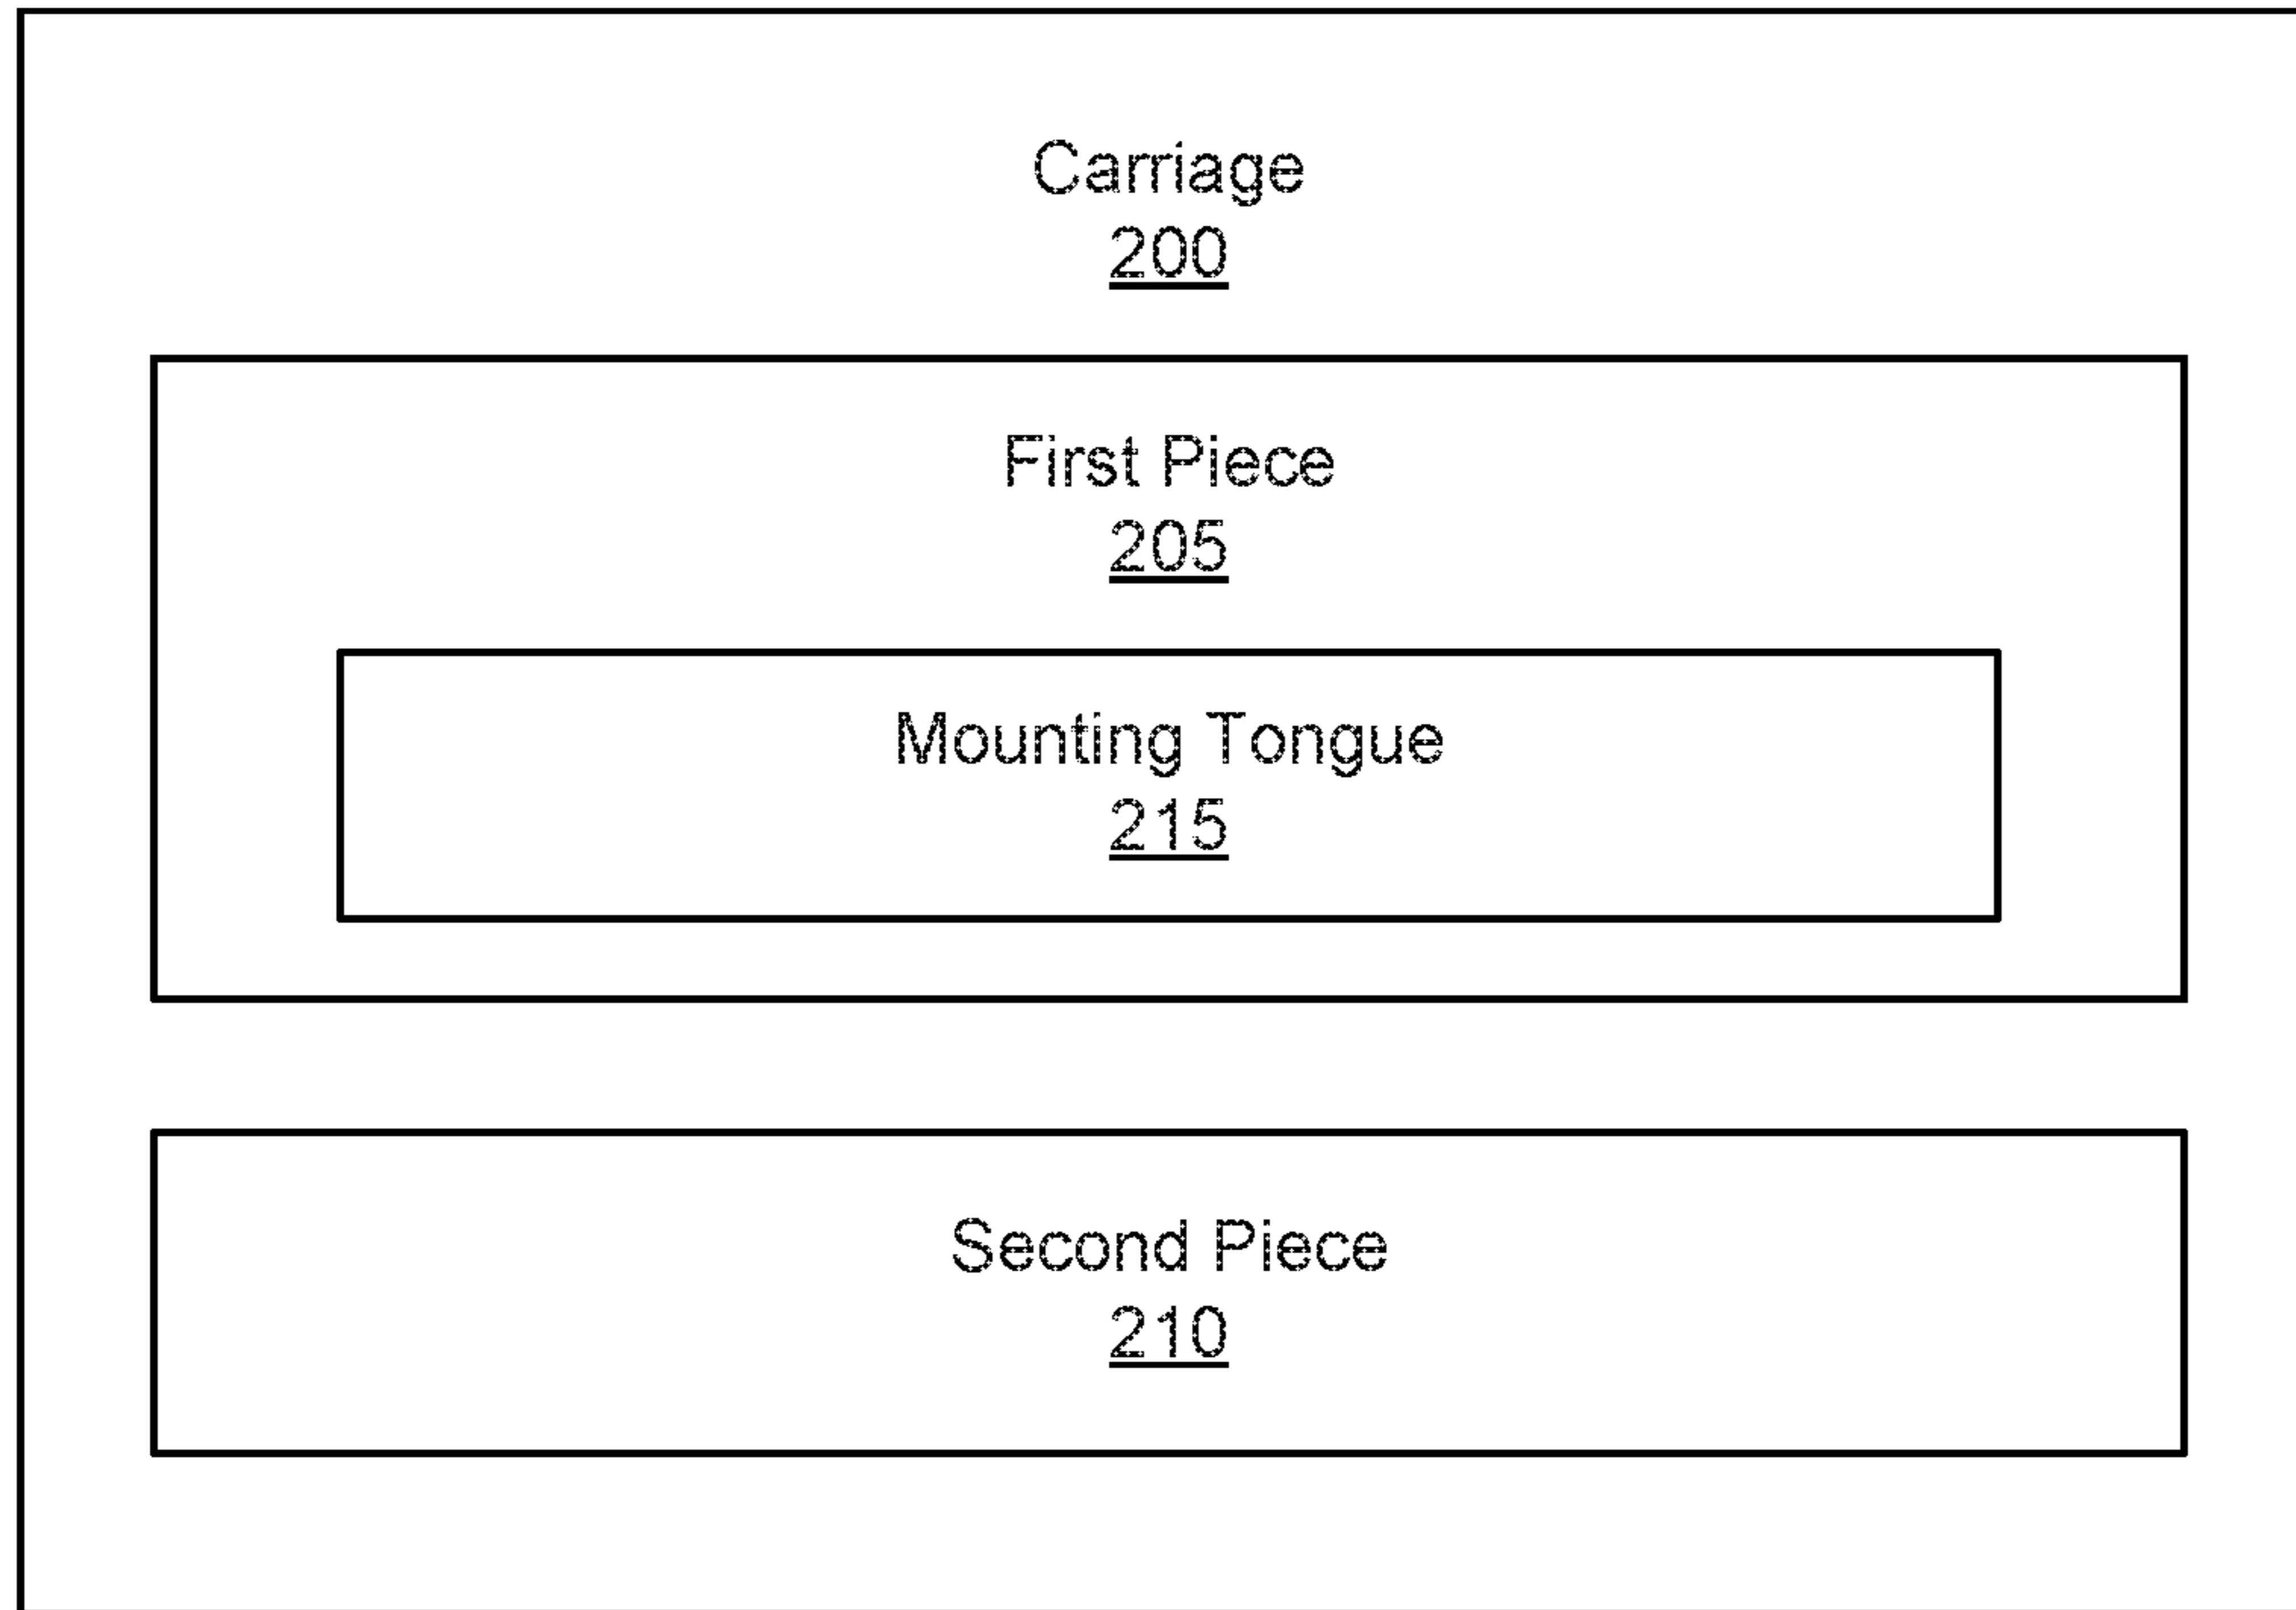 Carriage
200
First Piece
205
Mounting Tongue
215
Second Piece
210